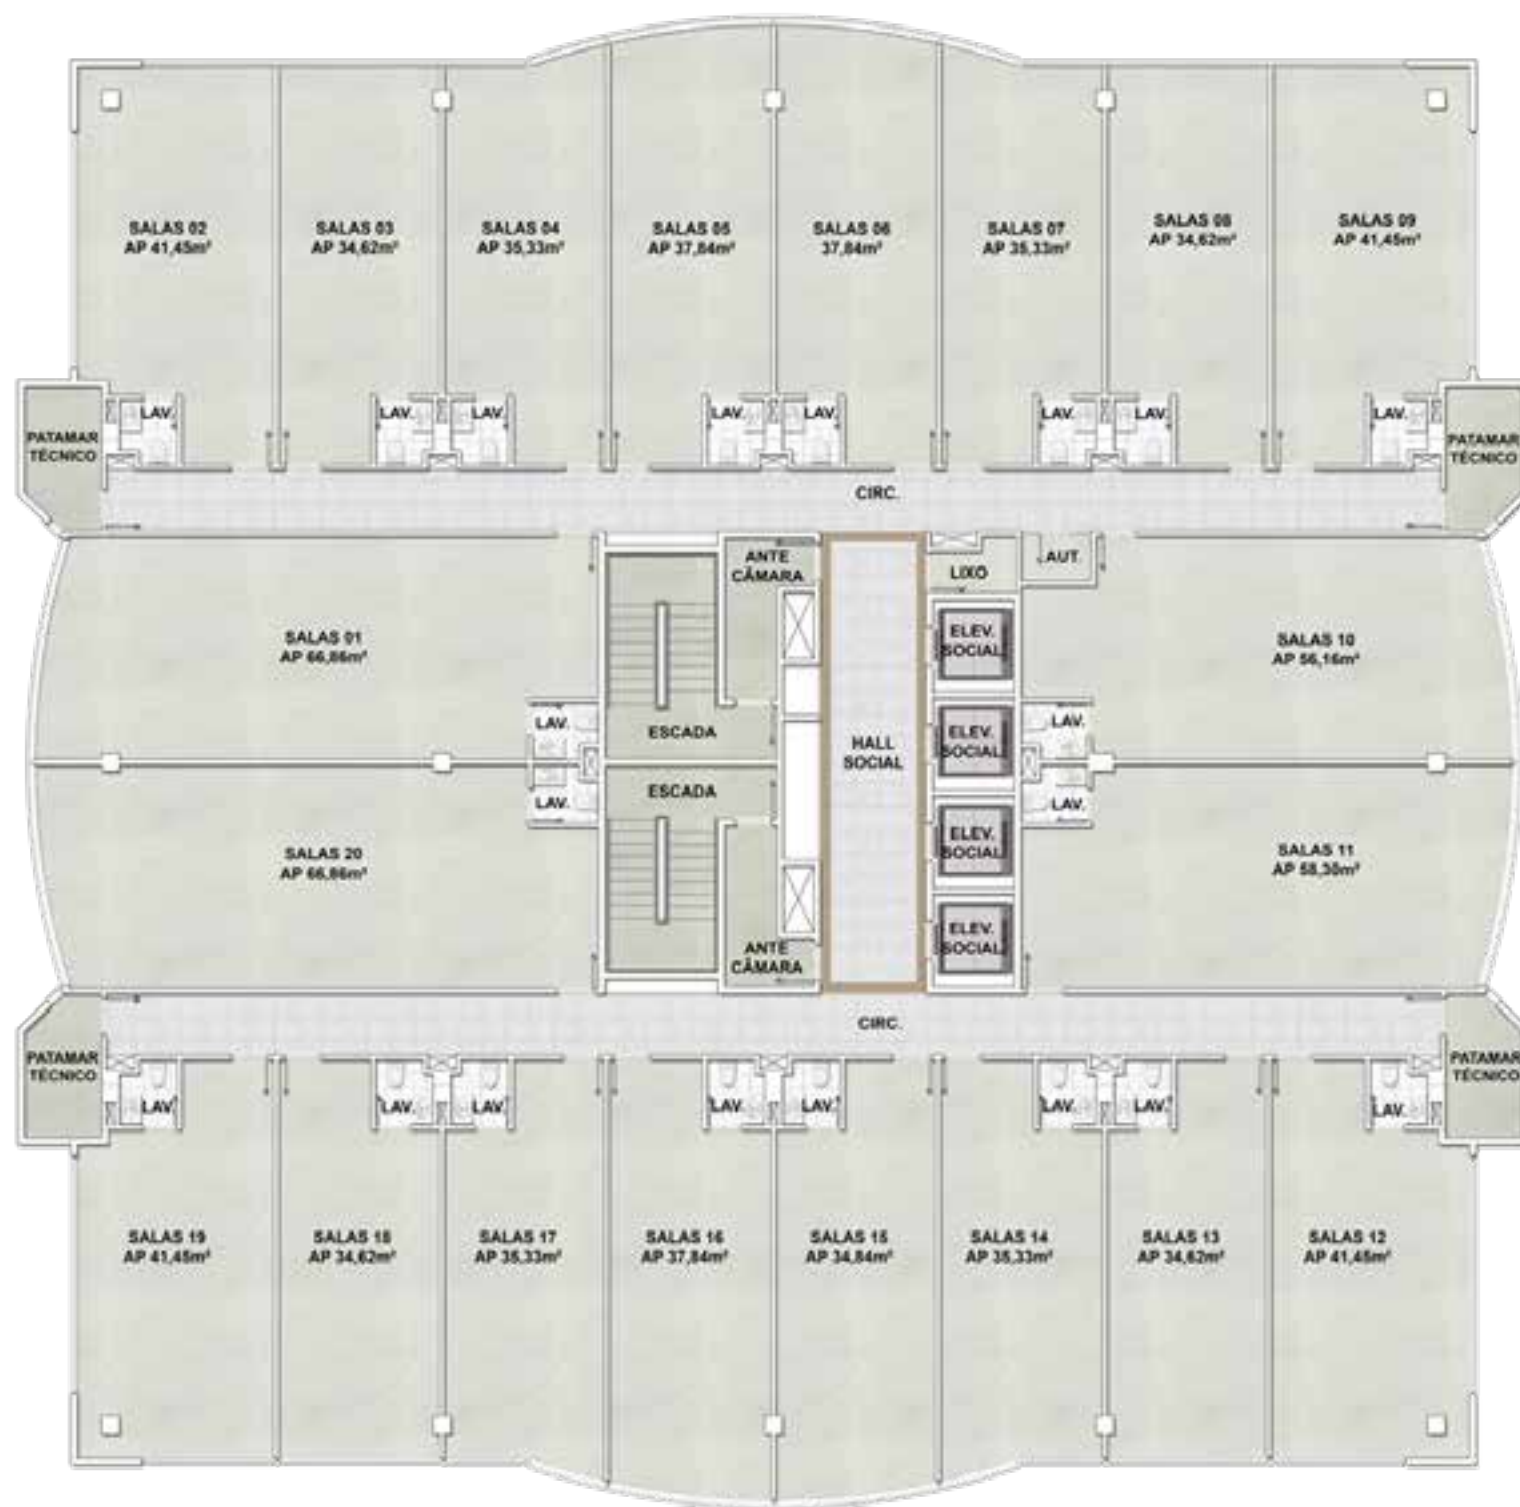 SALAS 02
AP 41,45m²
SALAS 03
AP 34,62m²
SALAS 04
AP 35,33m²
SALAS 05
AP 37,84m²
SALAS 06
37,84m²
SALAS 07
AP 35,33m²
SALAS 08
AP 34,62m²
SALAS 09
AP 41,45m²
LAV.
LAV.
LAV.
LAV.
LAV.
LAV.
LAV.
LAV.
PATAMAR
TÉCNICO
PATAMAR
TÉCNICO
CIRC.
ANTE
CÂMARA
LIXO
AUT.
SALAS 01
AP 66,86m²
ELEV.
SOCIAL
SALAS 10
AP 56,16m²
LAV.
ESCADA
HALL
SOCIAL
ELEV.
SOCIAL
LAV.
LAV.
ESCADA
LAV.
SALAS 20
AP 66,86m²
ELEV.
SOCIAL
SALAS 11
AP 58,30m²
ANTE
CÂMARA
ELEV.
SOCIAL
CIRC.
PATAMAR
TÉCNICO
PATAMAR
TÉCNICO
LAV.
LAV.
LAV.
LAV.
LAV.
LAV.
LAV.
LAV.
SALAS 19
AP 41,45m²
SALAS 18
AP 34,62m²
SALAS 17
AP 35,33m²
SALAS 16
AP 37,84m²
SALAS 15
AP 34,84m²
SALAS 14
AP 35,33m²
SALAS 13
AP 34,62m²
SALAS 12
AP 41,45m²